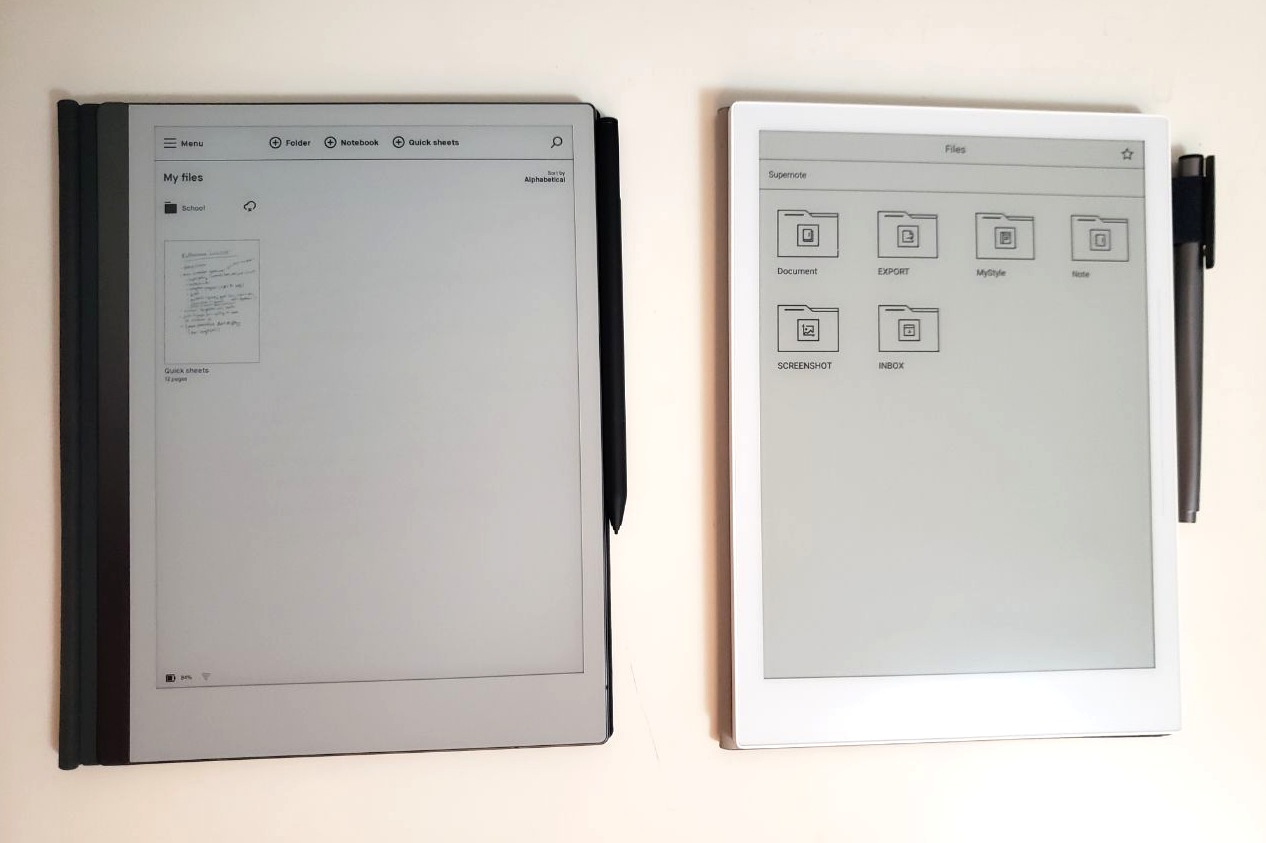 Menu
Folder
Notebook
Quick sheets
My files
Sort by
Alphabetical
School
Quick sheets
12 pages
84%
Files
Supernote
Document
EXPORT
MyStyle
Note
SCREENSHOT
INBOX